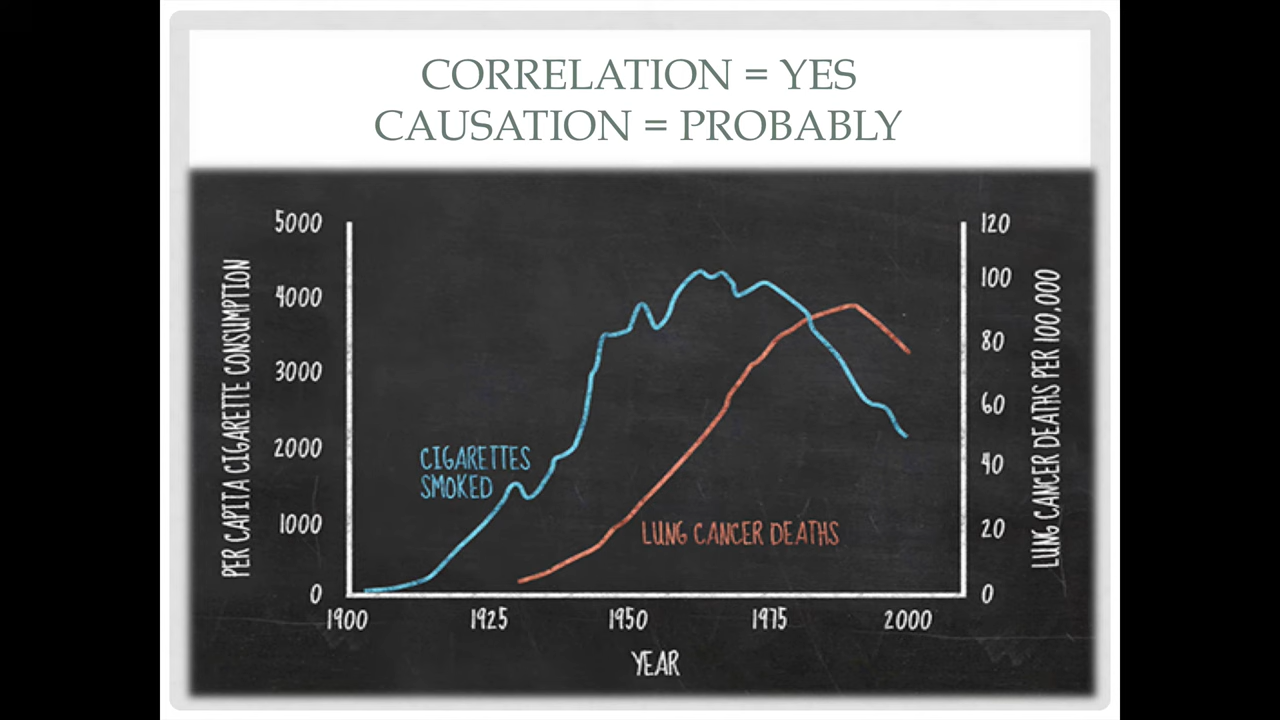 CORRELATION = YES
CAUSATION = PROBABLY
5000
4000
3000
2000
1000
0
PER CAPITA CIGARETTE CONSUMPTION
CIGARETTES
SMOKED
LUNG CANCER DEATHS
120
100
80
60
40
20
0
LUNG CANCER DEATHS PER 100,000
1900
1925
1950
1975
2000
YEAR